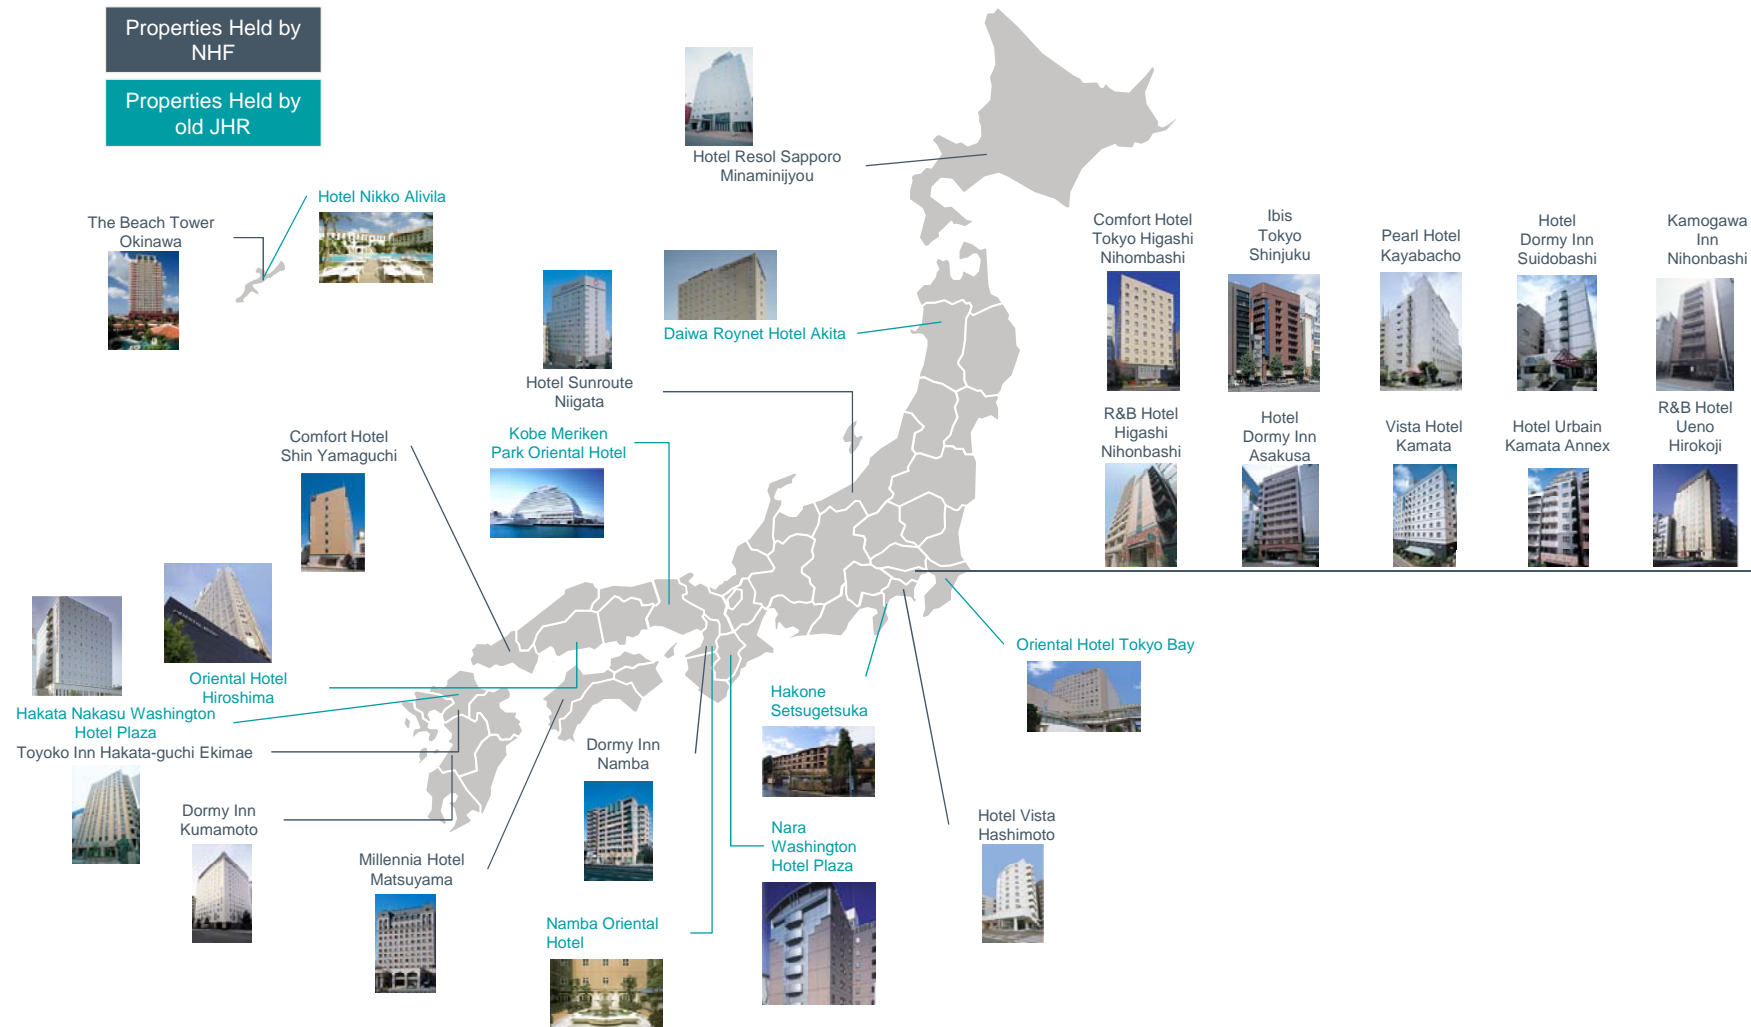 Properties Held by
NHF
Properties Held by
old JHR
Hotel Resol Sapporo
Minaminijyou
Hotel Nikko Alivila
The Beach Tower
Okinawa
Comfort Hotel
Tokyo Higashi
Nihombashi
Ibis
Tokyo
Shinjuku
Pearl Hotel
Kayabacho
Hotel
Dormy Inn
Suidobashi
Kamogawa
Inn
Nihonbashi
Daiwa Roynet Hotel Akita
Hotel Sunroute
Niigata
R&B Hotel
Higashi
Nihonbashi
Hotel
Dormy Inn
Asakusa
Vista Hotel
Kamata
Hotel Urbain
Kamata Annex
R&B Hotel
Ueno
Hirokoji
Comfort Hotel
Shin Yamaguchi
Kobe Meriken
Park Oriental Hotel
Oriental Hotel Tokyo Bay
Oriental Hotel
Hiroshima
Hakone
Setsugetsuka
Hakata Nakasu Washington
Hotel Plaza
Toyoko Inn Hakata-guchi Ekimae
Dormy Inn
Namba
Dormy Inn
Kumamoto
Hotel Vista
Hashimoto
Nara
Washington
Hotel Plaza
Millennia Hotel
Matsuyama
Namba Oriental
Hotel